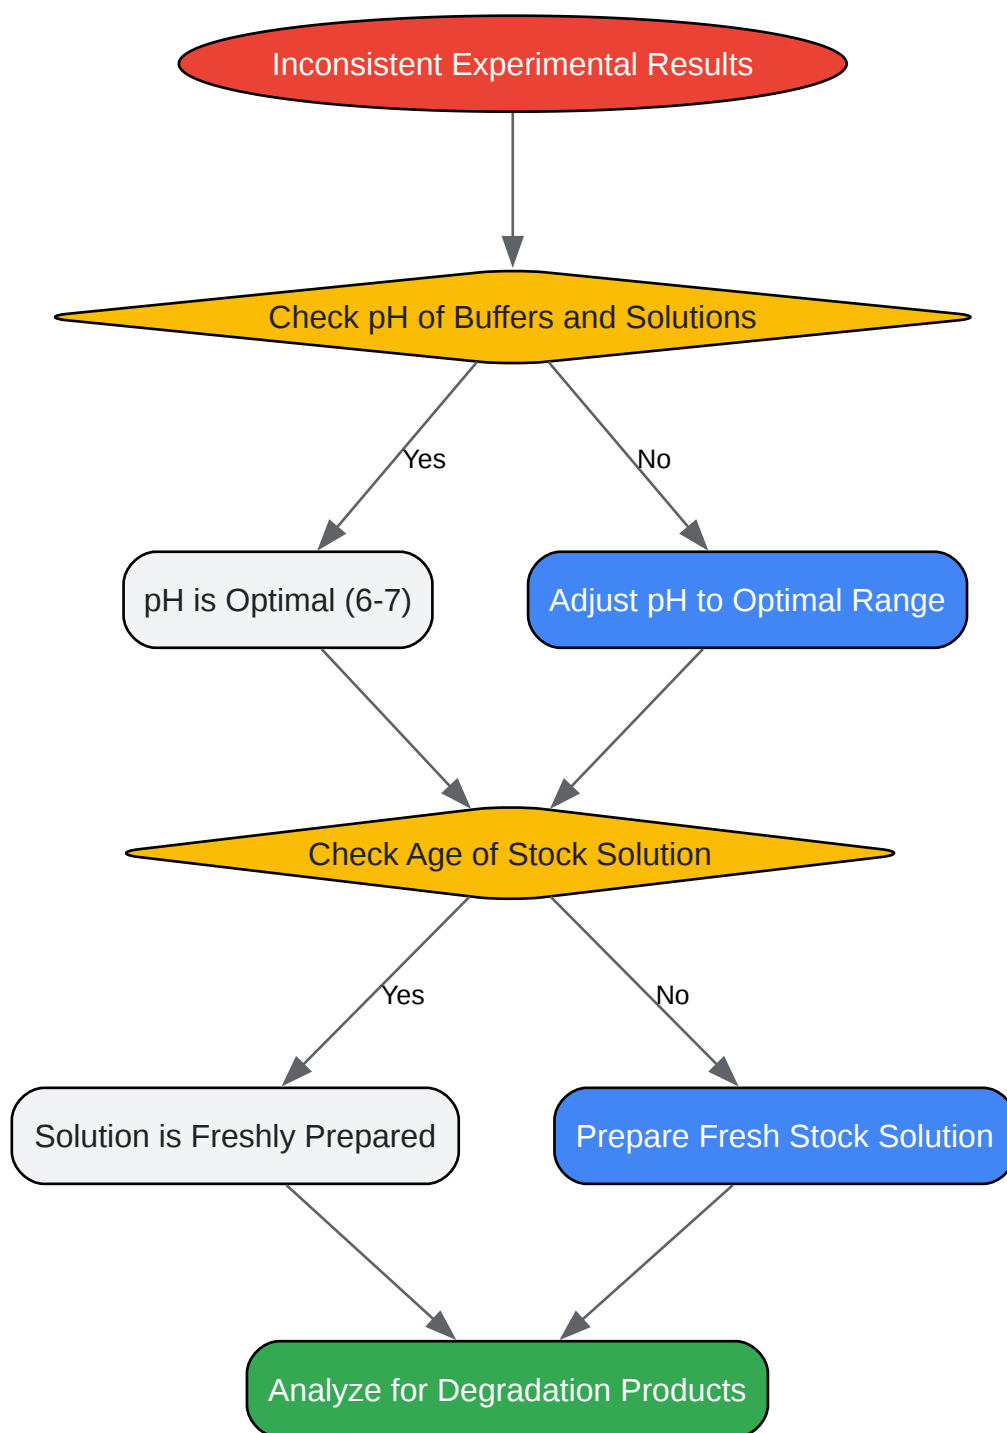 Inconsistent Experimental Results
Check pH of Buffers and Solutions
Yes
No
pH is Optimal (6-7)
Adjust pH to Optimal Range
Check Age of Stock Solution
Yes
No
Solution is Freshly Prepared
Prepare Fresh Stock Solution
Analyze for Degradation Products